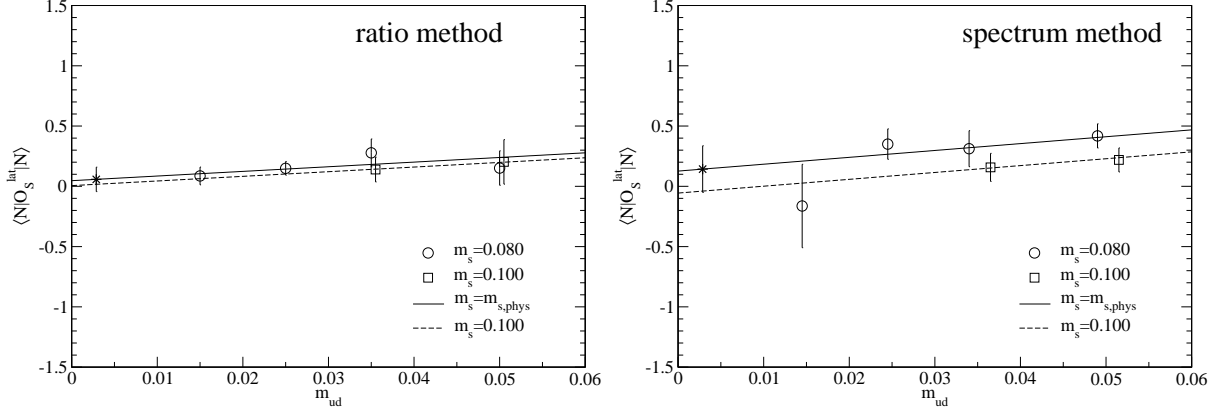 ratio method
1.5
1
0.5
0
-0.5
-1
-1.5
⟨N|O_S^lat|N⟩
m_s=0.080
m_s=0.100
m_s=m_s,phys
m_s=0.100
0 0.01 0.02 0.03 0.04 0.05 0.06
m_ud
spectrum method
1.5
1
0.5
0
-0.5
-1
-1.5
⟨N|O_S^lat|N⟩
m_s=0.080
m_s=0.100
m_s=m_s,phys
m_s=0.100
0 0.01 0.02 0.03 0.04 0.05 0.06
m_ud